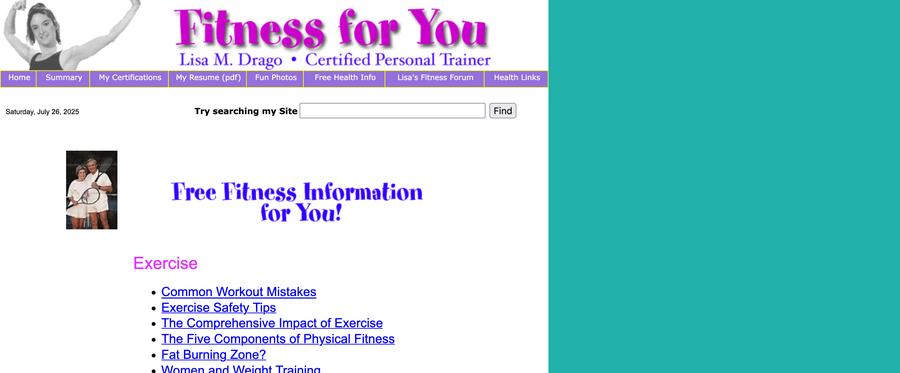 Fitness for You
Lisa M. Drago • Certified Personal Trainer
Home Summary My Certifications My Resume (pdf) Fun Photos Free Health Info Lisa's Fitness Forum Health Links
Saturday, July 26, 2025 Try searching my Site Find
Free Fitness Information
for You!
Exercise
• Common Workout Mistakes
• Exercise Safety Tips
• The Comprehensive Impact of Exercise
• The Five Components of Physical Fitness
• Fat Burning Zone?
• Women and Weight Training